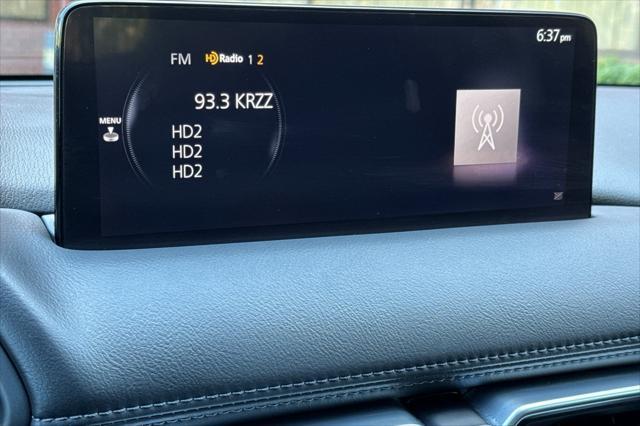 6:37 pm
FM HD Radio 1 2
93.3 KRZZ
MENU
HD2
HD2
HD2